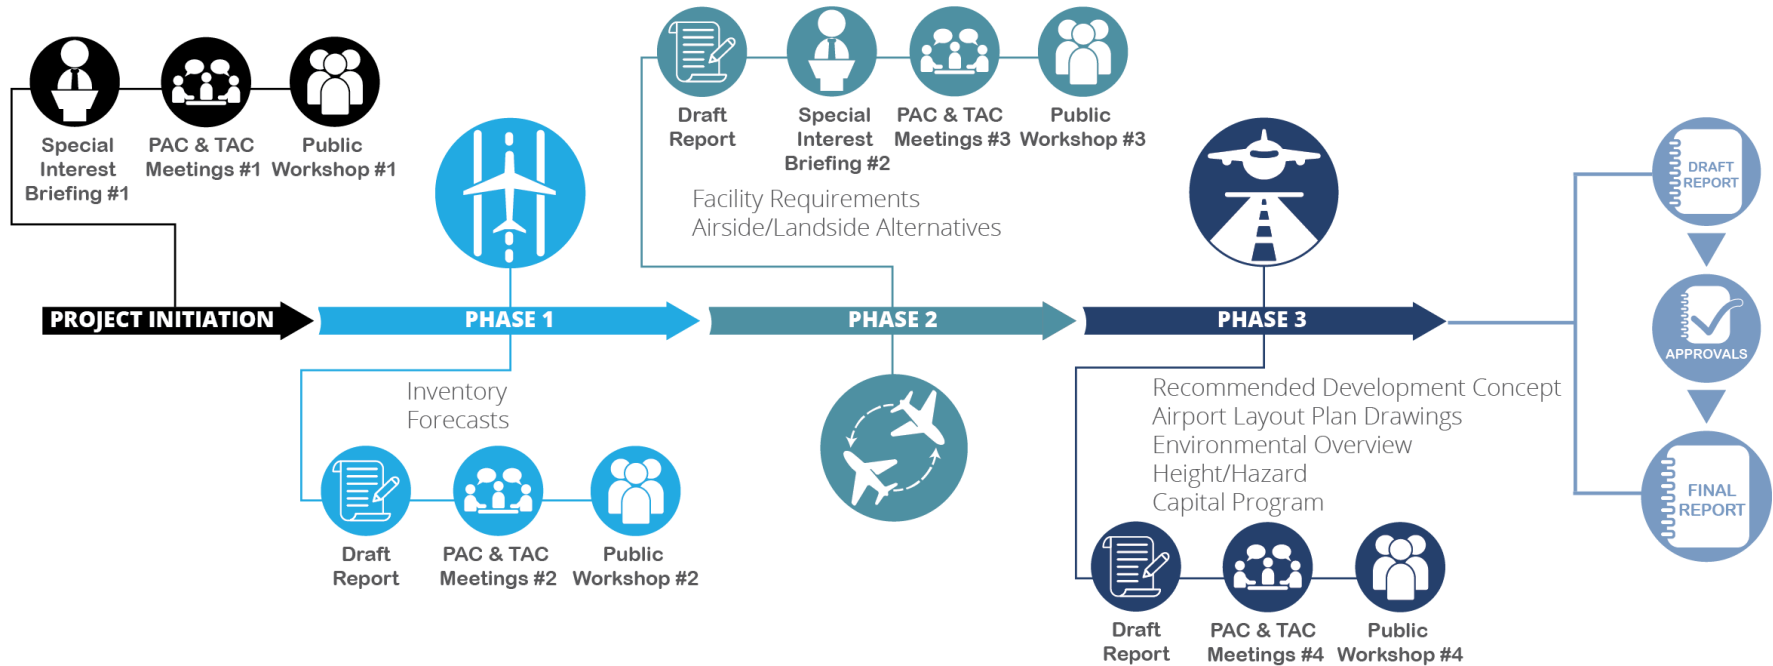 Special
Interest
Briefing #1
PAC & TAC
Meetings #1
Public
Workshop #1
PROJECT INITIATION
PHASE 1
Inventory
Forecasts
Draft
Report
PAC & TAC
Meetings #2
Public
Workshop #2
Draft
Report
Special
Interest
Briefing #2
PAC & TAC
Meetings #3
Public
Workshop #3
Facility Requirements
Airside/Landside Alternatives
PHASE 2
PHASE 3
Recommended Development Concept
Airport Layout Plan Drawings
Environmental Overview
Height/Hazard
Capital Program
Draft
Report
PAC & TAC
Meetings #4
Public
Workshop #4
DRAFT
REPORT
APPROVALS
FINAL
REPORT